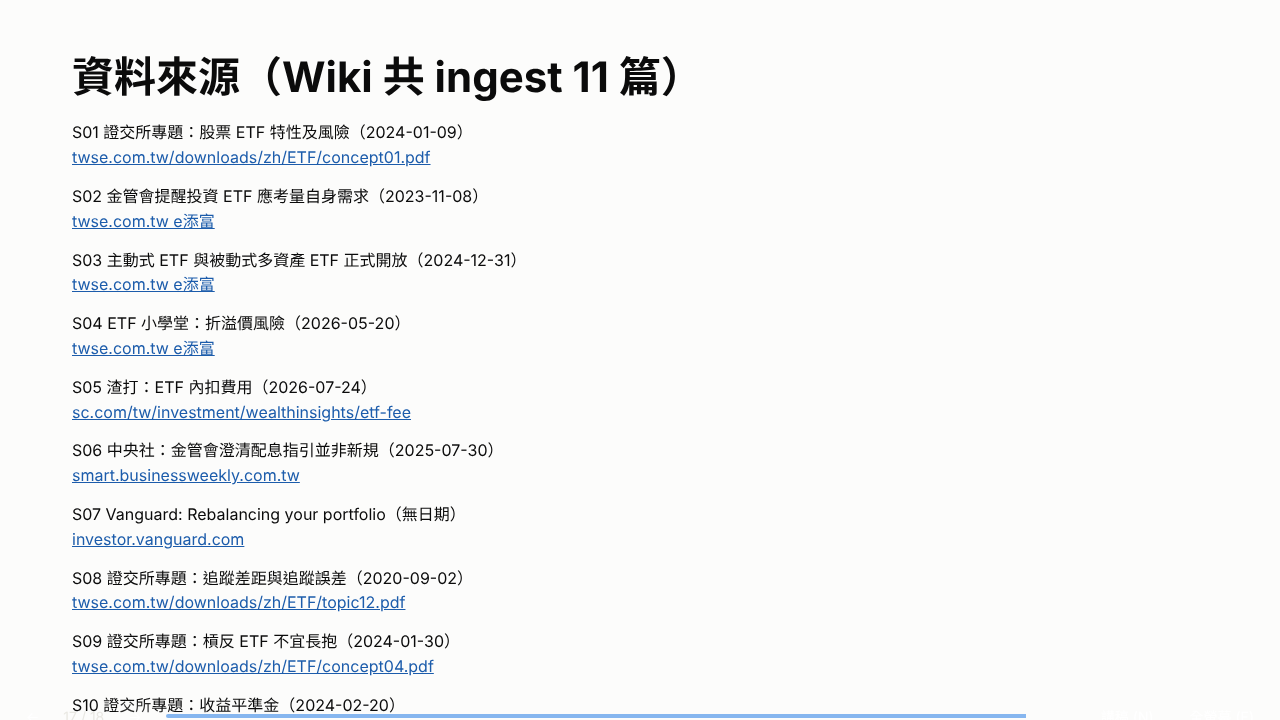 資料來源（Wiki 共 ingest 11 篇）
S01 證交所專題：股票 ETF 特性及風險（2024-01-09）
twse.com.tw/downloads/zh/ETF/concept01.pdf
S02 金管會提醒投資 ETF 應考量自身需求（2023-11-08）
twse.com.tw e添富
S03 主動式 ETF 與被動式多資產 ETF 正式開放（2024-12-31）
twse.com.tw e添富
S04 ETF 小學堂：折溢價風險（2026-05-20）
twse.com.tw e添富
S05 渣打：ETF 內扣費用（2026-07-24）
sc.com/tw/investment/wealthinsights/etf-fee
S06 中央社：金管會澄清配息指引並非新規（2025-07-30）
smart.businessweekly.com.tw
S07 Vanguard: Rebalancing your portfolio（無日期）
investor.vanguard.com
S08 證交所專題：追蹤差距與追蹤誤差（2020-09-02）
twse.com.tw/downloads/zh/ETF/topic12.pdf
S09 證交所專題：槓反 ETF 不宜長抱（2024-01-30）
twse.com.tw/downloads/zh/ETF/concept04.pdf
S10 證交所專題：收益平準金（2024-02-20）
17 / 18